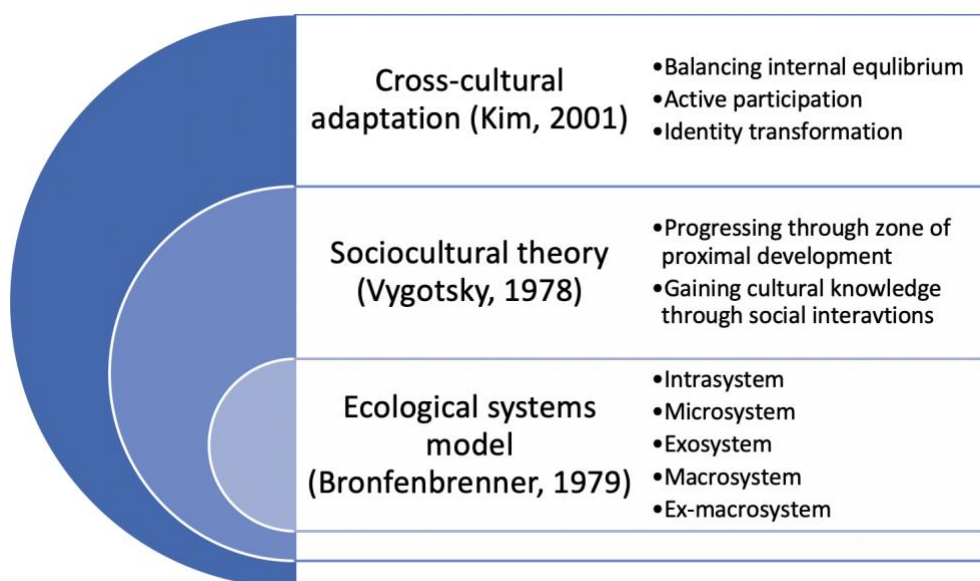 Cross-cultural
adaptation (Kim, 2001)
•Balancing internal equlibrium
•Active participation
•Identity transformation
Sociocultural theory
(Vygotsky, 1978)
•Progressing through zone of
proximal development
•Gaining cultural knowledge
through social interavtions
Ecological systems
model
(Bronfenbrenner, 1979)
•Intrasystem
•Microsystem
•Exosystem
•Macrosystem
•Ex-macrosystem